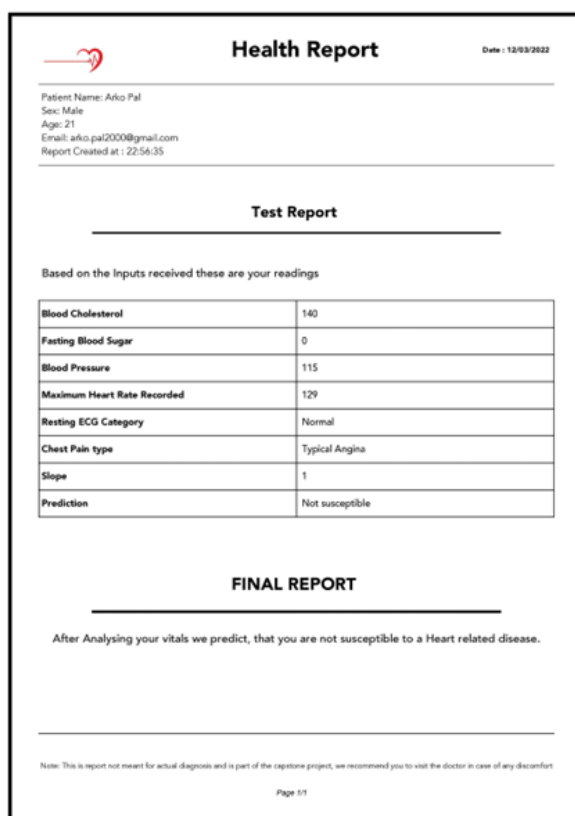 Health Report
Date : 12/03/2022
Patient Name: Arko Pal
Sex: Male
Age: 21
Email: arko.pal2000@gmail.com
Report Created at : 22:56:35
Test Report
Based on the Inputs received these are your readings
Blood Cholesterol 140
Fasting Blood Sugar 0
Blood Pressure 115
Maximum Heart Rate Recorded 129
Resting ECG Category Normal
Chest Pain type Typical Angina
Slope 1
Prediction Not susceptible
FINAL REPORT
After Analysing your vitals we predict, that you are not susceptible to a Heart related disease.
Note: This is report not meant for actual diagnosis and is part of the capstone project, we recommend you to visit the doctor in case of any discomfort
Page 1/1